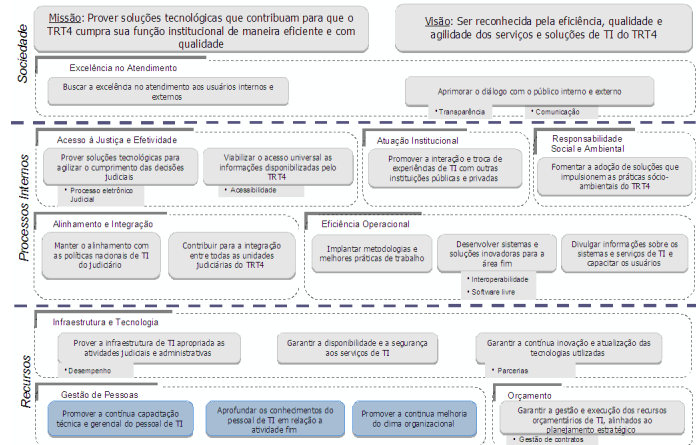 Missão: Prover soluções tecnológicas que contribuam para que o
TRT4 cumpra sua função institucional de maneira eficiente e com
qualidade
Visão: Ser reconhecida pela eficiência, qualidade e
agilidade dos serviços e soluções de TI do TRT4
Sociedade
Excelência no Atendimento
Buscar a excelência no atendimento aos usuários internos e
externos
Aprimorar o diálogo com o público interno e externo
• Transparência
• Comunicação
Processos Internos
Acesso à Justiça e Efetividade
Prover soluções tecnológicas para
agilizar o cumprimento das decisões
judiciais
• Processo eletrônico
Judicial
Viabilizar o acesso universal as
informações disponibilizadas pelo
TRT4
• Acessibilidade
Atuação Institucional
Promover a interação e troca de
experiências de TI com outras
instituições públicas e privadas
Responsabilidade
Social e Ambiental
Fomentar a adoção de soluções que
impulsionem as práticas sócio-
ambientais do TRT4
Alinhamento e Integração
Manter o alinhamento com
as políticas nacionais de TI
do judiciário
Contribuir para a integração
entre todas as unidades
judiciárias do TRT4
Eficiência Operacional
Implantar metodologias e
melhores práticas de trabalho
Desenvolver sistemas e
soluções inovadoras para a
área fim
• Interoperabilidade
• Software livre
Divulgar informações sobre os
sistemas e serviços de TI e
capacitar os usuários
Recursos
Infraestrutura e Tecnologia
Prover a infraestrutura de TI apropriada as
atividades judiciais e administrativas
• Desempenho
Garantir a disponibilidade e a segurança
aos serviços de TI
Garantir a contínua inovação e atualização das
tecnologias utilizadas
• Parcerias
Gestão de Pessoas
Promover a contínua capacitação
técnica e gerencial do pessoal de TI
Aprofundar os conhecimentos do
pessoal de TI em relação a
atividade fim
Promover a contínua melhoria
do clima organizacional
Orçamento
Garantir a gestão e execução dos recursos
orçamentários de TI, alinhados ao
planejamento estratégico
• Gestão de contratos